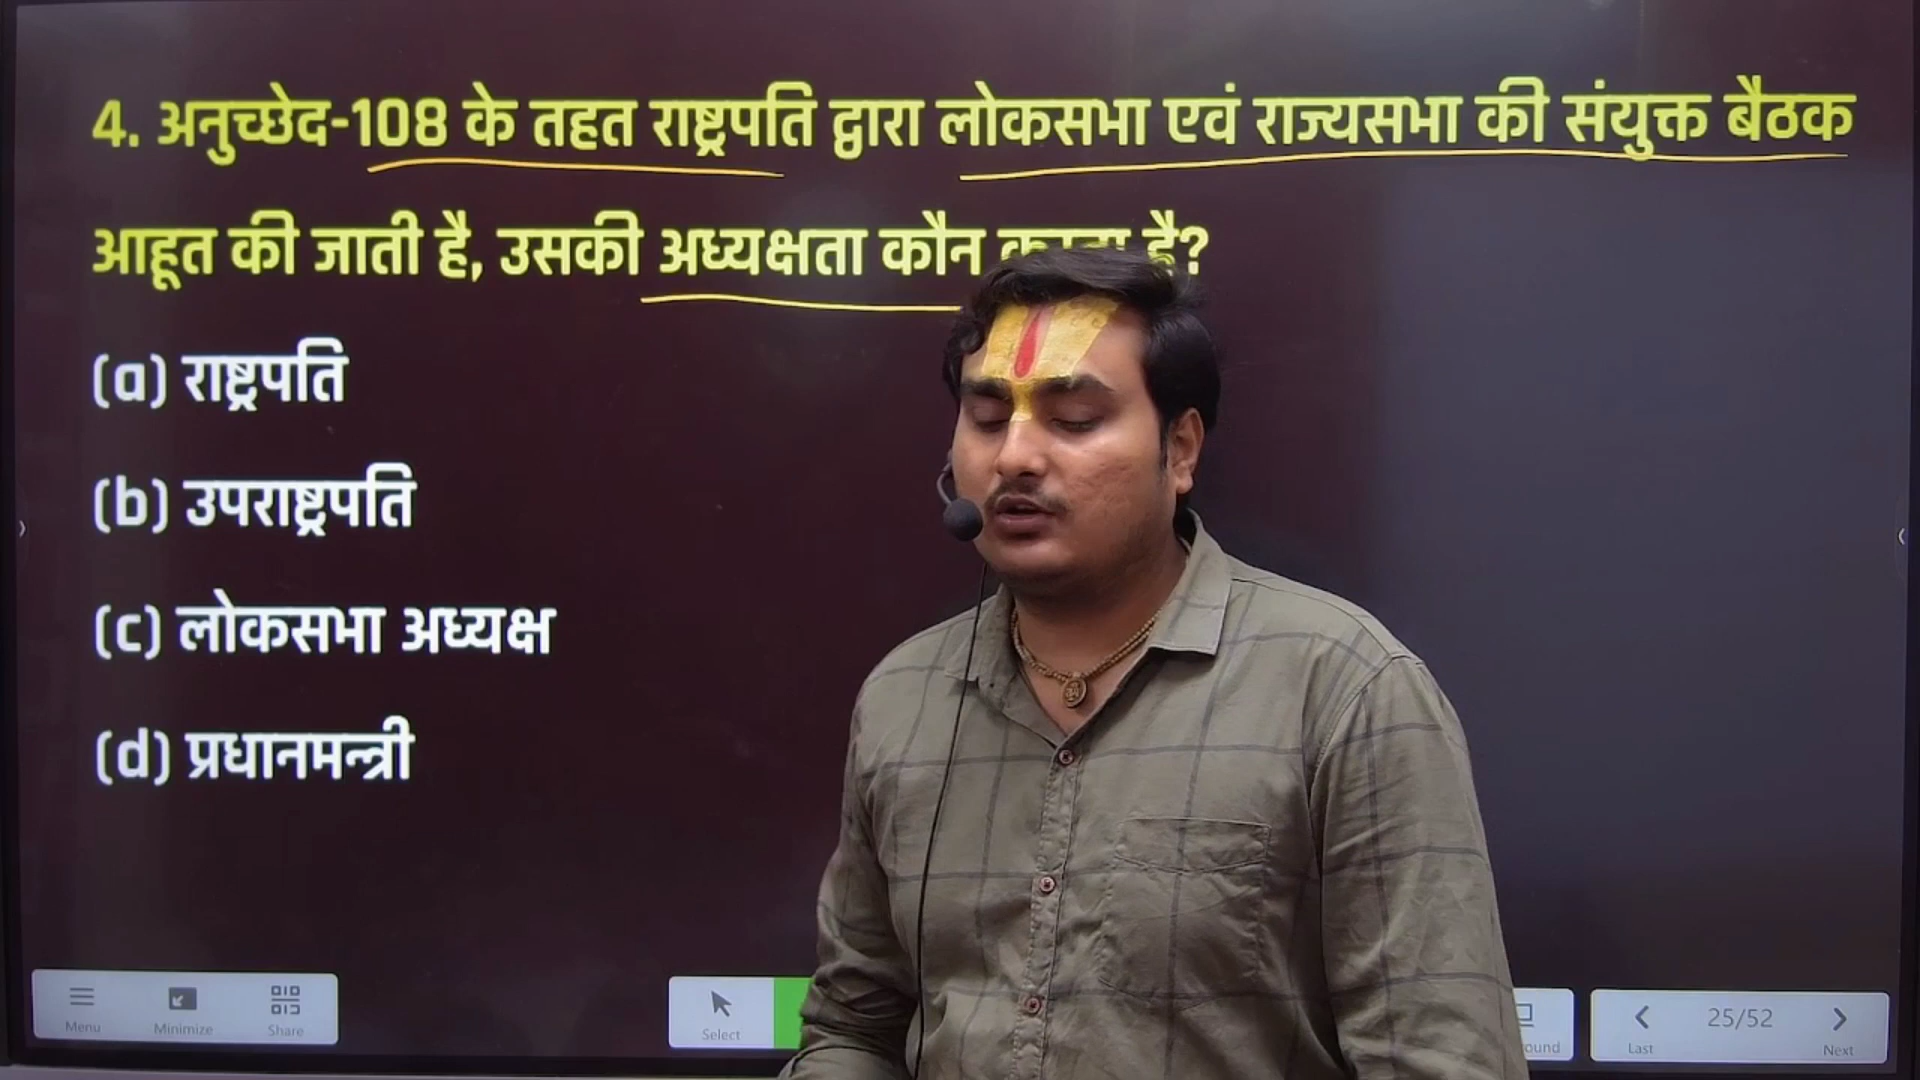 4. अनुच्छेद-108 के तहत राष्ट्रपति द्वारा लोकसभा एवं राज्यसभा की संयुक्त बैठक
आहूत की जाती है, उसकी अध्यक्षता कौन है?
(a) राष्ट्रपति
(b) उपराष्ट्रपति
(c) लोकसभा अध्यक्ष
(d) प्रधानमन्त्री
Menu Minimize Share Select 25/52 Last Next